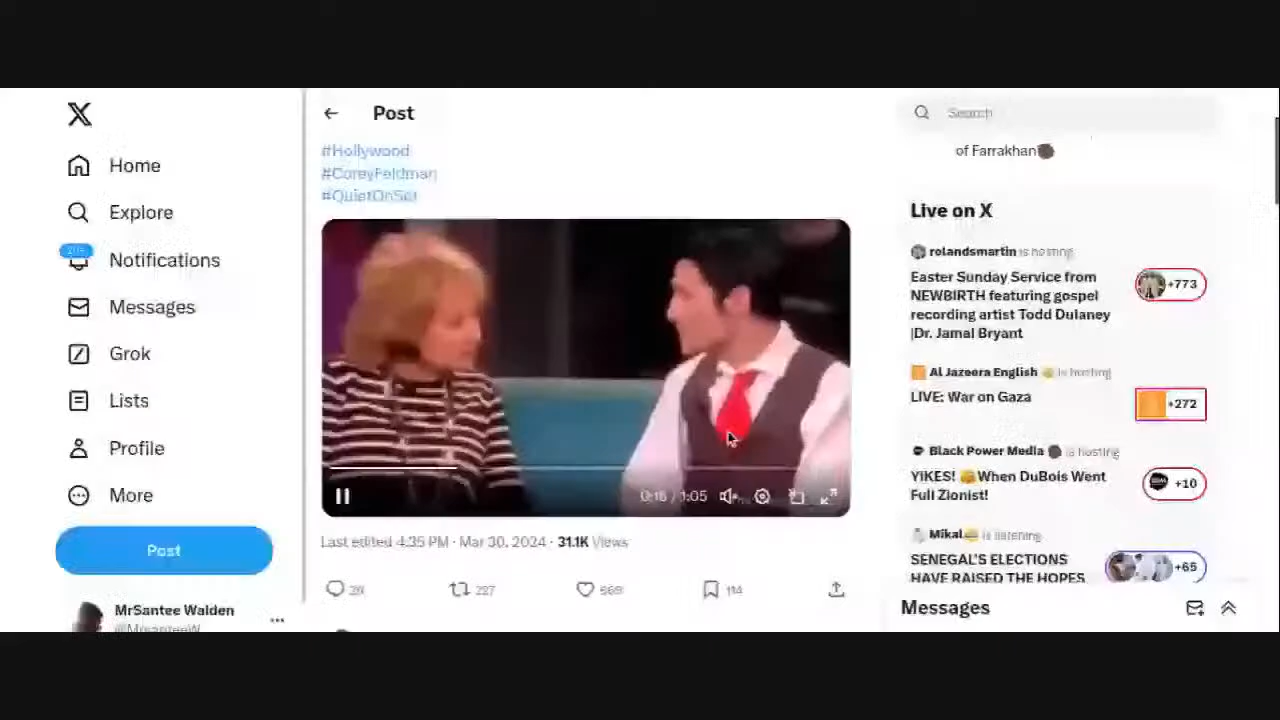 Home
Explore
20+
Notifications
Messages
Grok
Lists
Profile
More
Post
MrSantee Walden
@MrsanteeW
Post
#Hollywood
#CoreyFeldman
#QuietOnSet
1:05
Last edited 4:35 PM · Mar 30, 2024 · 31.1K Views
227
569
114
Search
of Farrakhan
Live on X
rolandsmartin is hosting
Easter Sunday Service from
NEWBIRTH featuring gospel
recording artist Todd Dulaney
|Dr. Jamal Bryant
+773
Al Jazeera English is hosting
LIVE: War on Gaza
+272
Black Power Media is hosting
YIKES! When DuBois Went
Full Zionist!
+10
Mikal is listening
SENEGAL'S ELECTIONS
HAVE RAISED THE HOPES
+65
Messages